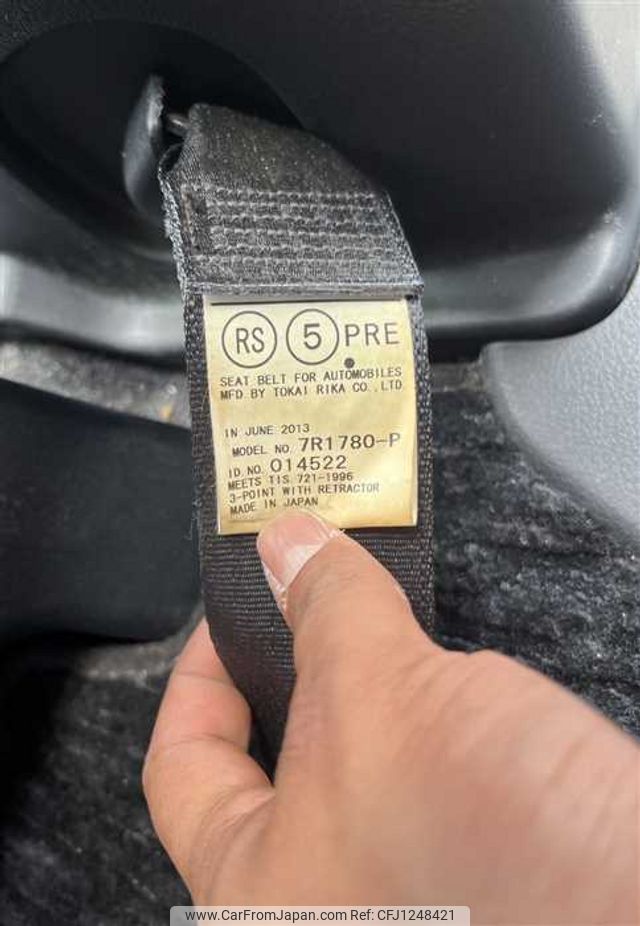 RS 5 PRE
SEAT BELT FOR AUTOMOBILES
MFD BY TOKAI RIKA CO.,LTD
IN JUNE 2013
MODEL NO. 7R1780-P
ID.NO. 014522
MEETS TIS 721-1996
3-POINT WITH RETRACTOR
MADE IN JAPAN
www.CarFromJapan.com - CFJ1248421